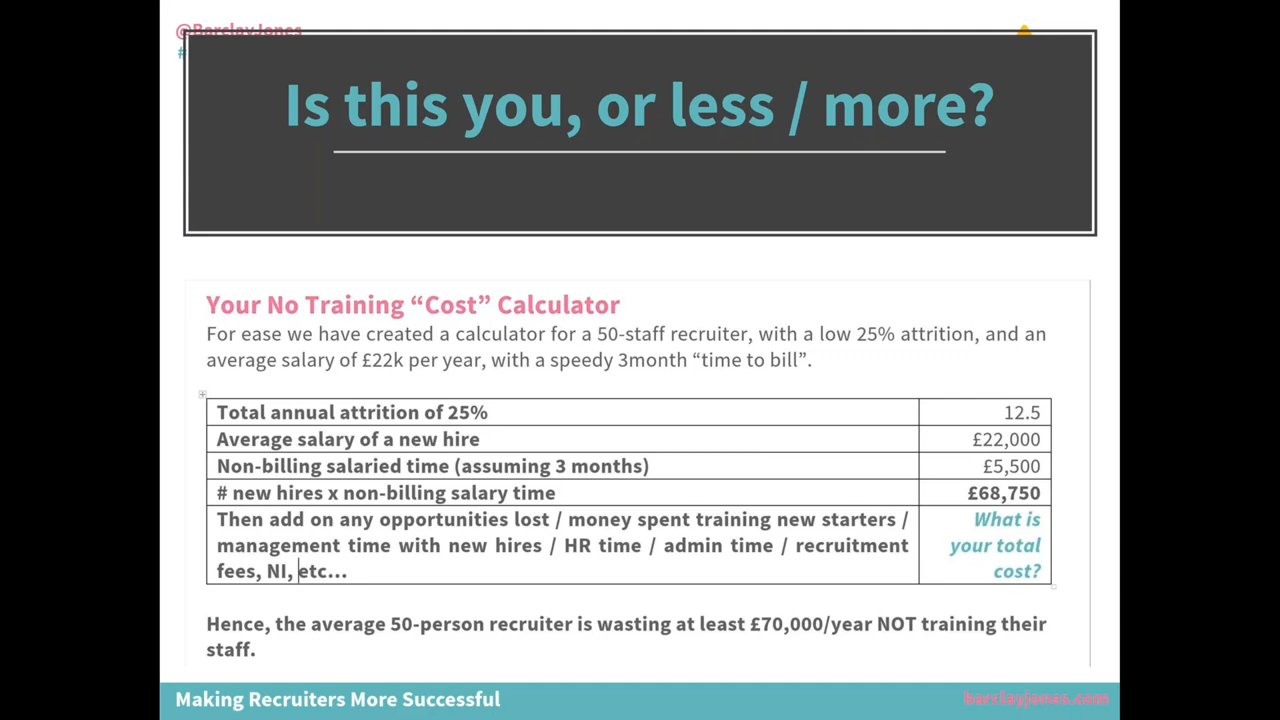 @BarclayJones
#
Is this you, or less / more?
Your No Training “Cost” Calculator
For ease we have created a calculator for a 50-staff recruiter, with a low 25% attrition, and an
average salary of £22k per year, with a speedy 3month “time to bill”.
Total annual attrition of 25% 12.5
Average salary of a new hire £22,000
Non-billing salaried time (assuming 3 months) £5,500
# new hires x non-billing salary time £68,750
Then add on any opportunities lost / money spent training new starters / What is
management time with new hires / HR time / admin time / recruitment your total
fees, NI, etc... cost?
Hence, the average 50-person recruiter is wasting at least £70,000/year NOT training their
staff.
Making Recruiters More Successful
barclayjones.com